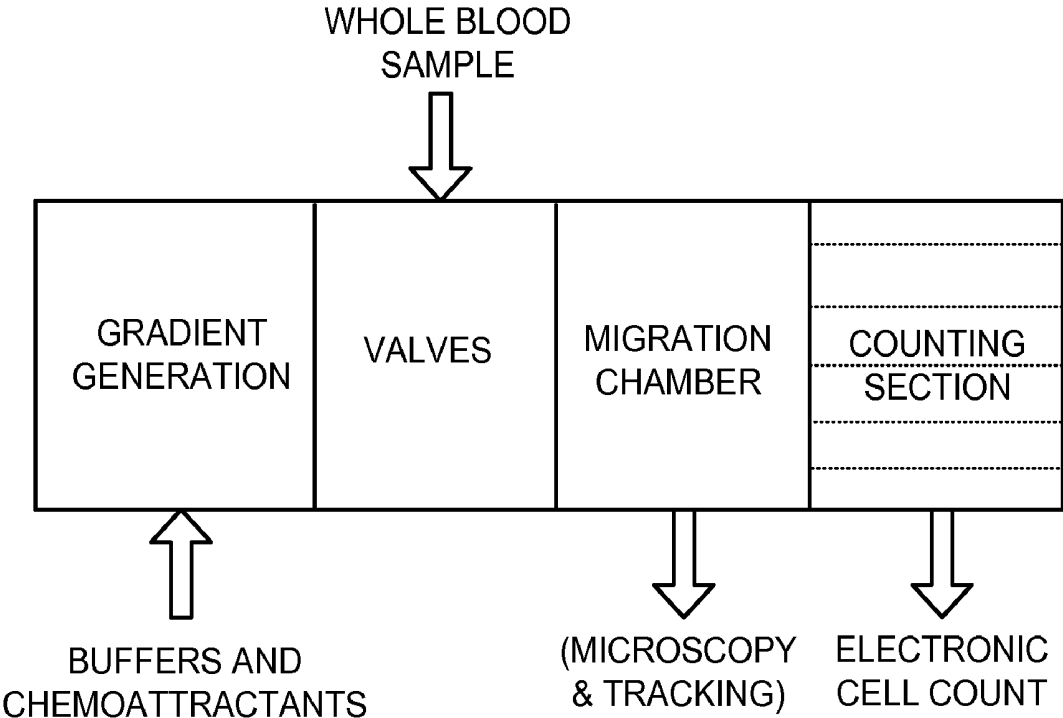 WHOLE BLOOD
SAMPLE
GRADIENT
GENERATION
VALVES
MIGRATION
CHAMBER
COUNTING
SECTION
BUFFERS AND
CHEMOATTRACTANTS
(MICROSCOPY
& TRACKING)
ELECTRONIC
CELL COUNT